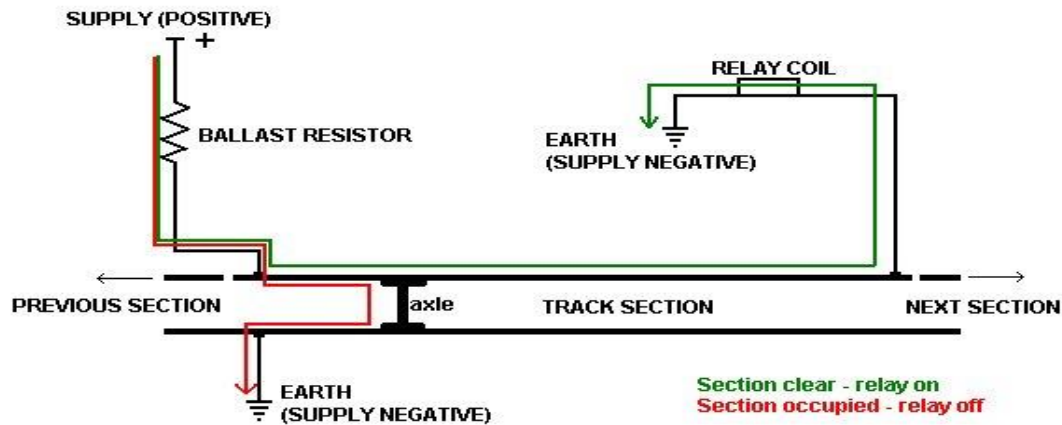 SUPPLY (POSITIVE)
+
RELAY COIL
BALLAST RESISTOR
EARTH
(SUPPLY NEGATIVE)
PREVIOUS SECTION
axle
TRACK SECTION
NEXT SECTION
EARTH
(SUPPLY NEGATIVE)
Section clear - relay on
Section occupied - relay off